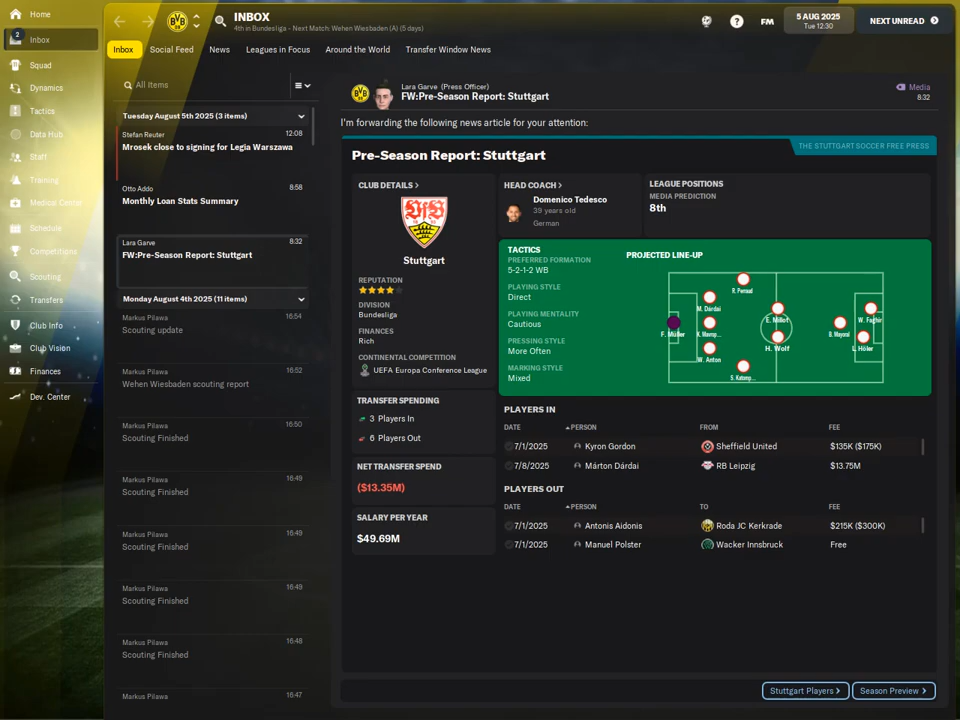 Home
2
Inbox
Squad
Dynamics
Tactics
Data Hub
Staff
Training
Medical Center
Schedule
Competitions
Scouting
Transfers
Club Info
Club Vision
Finances
Dev. Center
INBOX
4th in Bundesliga - Next Match: Wehen Wiesbaden (A) (5 days)
FM
5 AUG 2025
Tue 12:30
NEXT UNREAD
Inbox
Social Feed
News
Leagues in Focus
Around the World
Transfer Window News
All items
Tuesday August 5th 2025 (3 items)
Stefan Reuter 12:08
Mrosek close to signing for Legia Warszawa
Otto Addo 8:58
Monthly Loan Stats Summary
Lara Garve 8:32
FW:Pre-Season Report: Stuttgart
Monday August 4th 2025 (11 items)
Markus Pilawa 16:54
Scouting update
Markus Pilawa 16:52
Wehen Wiesbaden scouting report
Markus Pilawa 16:50
Scouting Finished
Markus Pilawa 16:49
Scouting Finished
Markus Pilawa 16:49
Scouting Finished
Markus Pilawa 16:49
Scouting Finished
Markus Pilawa 16:48
Scouting Finished
Markus Pilawa 16:47
Lara Garve (Press Officer)
FW:Pre-Season Report: Stuttgart
Media
8:32
I'm forwarding the following news article for your attention:
THE STUTTGART SOCCER FREE PRESS
Pre-Season Report: Stuttgart
CLUB DETAILS >
Stuttgart
REPUTATION
DIVISION
Bundesliga
FINANCES
Rich
CONTINENTAL COMPETITION
UEFA Europa Conference League
HEAD COACH >
Domenico Tedesco
39 years old
German
LEAGUE POSITIONS
MEDIA PREDICTION
8th
TACTICS
PREFERRED FORMATION
5-2-1-2 WB
PLAYING STYLE
Direct
PLAYING MENTALITY
Cautious
PRESSING STYLE
More Often
MARKING STYLE
Mixed
PROJECTED LINE-UP
R. Perraud
M. Dárdai
E. Millot
W. Faghir
F. Müller
B. Mayoral
H. Wolf
L. Höler
W. Anton
TRANSFER SPENDING
3 Players In
6 Players Out
NET TRANSFER SPEND
($13.35M)
SALARY PER YEAR
$49.69M
PLAYERS IN
DATE PERSON FROM FEE
7/1/2025 Kyron Gordon Sheffield United $135K ($175K)
7/8/2025 Márton Dárdai RB Leipzig $13.75M
PLAYERS OUT
DATE PERSON TO FEE
7/1/2025 Antonis Aidonis Roda JC Kerkrade $215K ($300K)
7/1/2025 Manuel Polster Wacker Innsbruck Free
Stuttgart Players >
Season Preview >